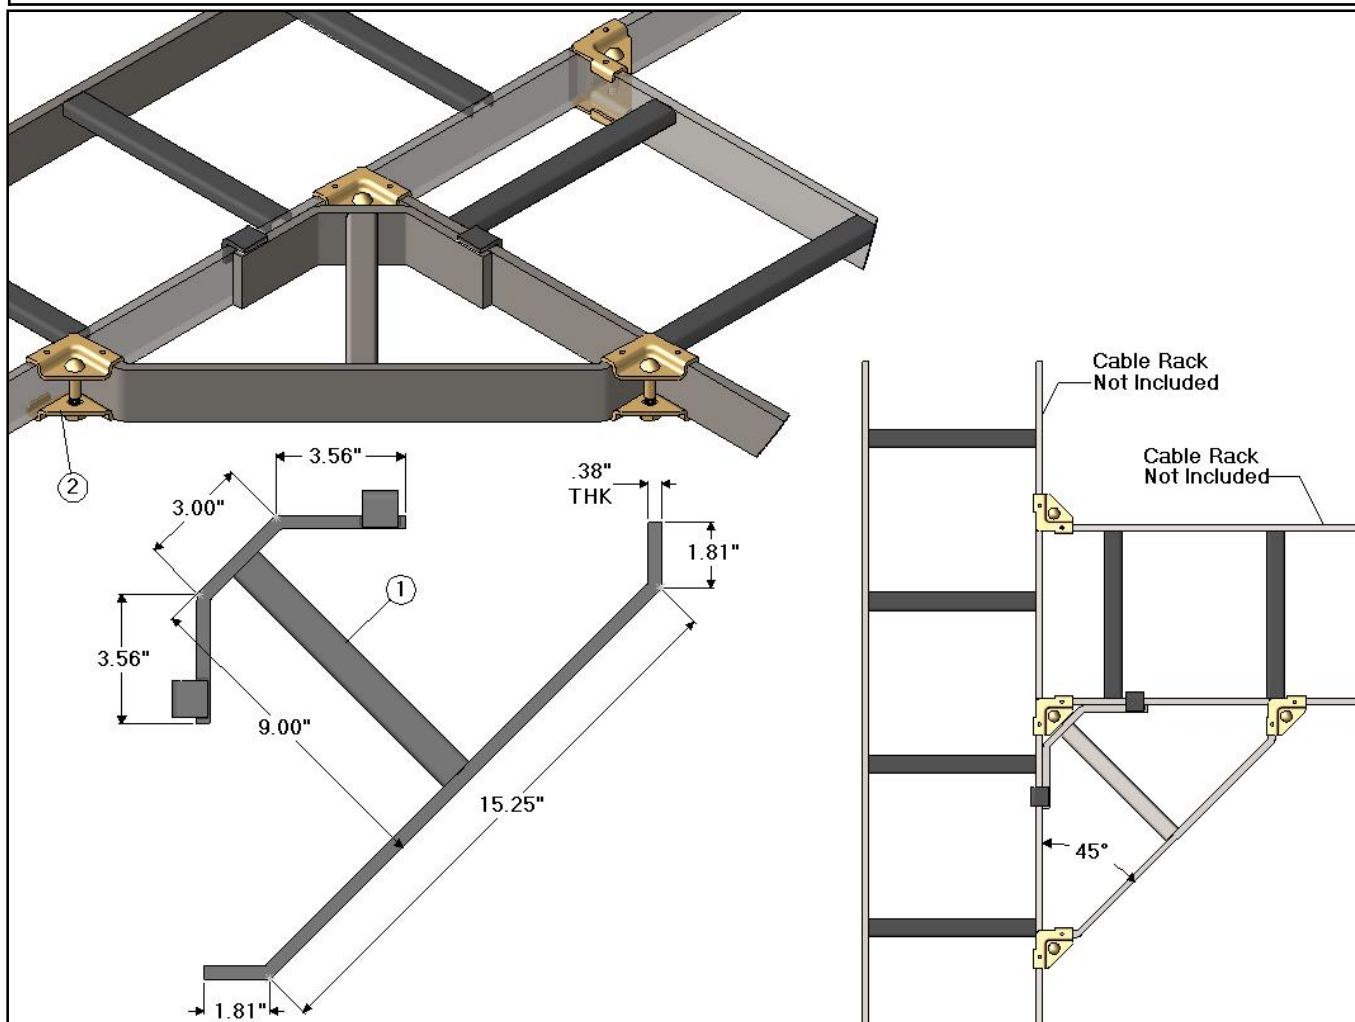 Cable Rack
Not Included
Cable Rack
Not Included
3.56"
.38"
THK
3.00"
1.81"
1
2
3.56"
9.00"
15.25"
45°
1.81"